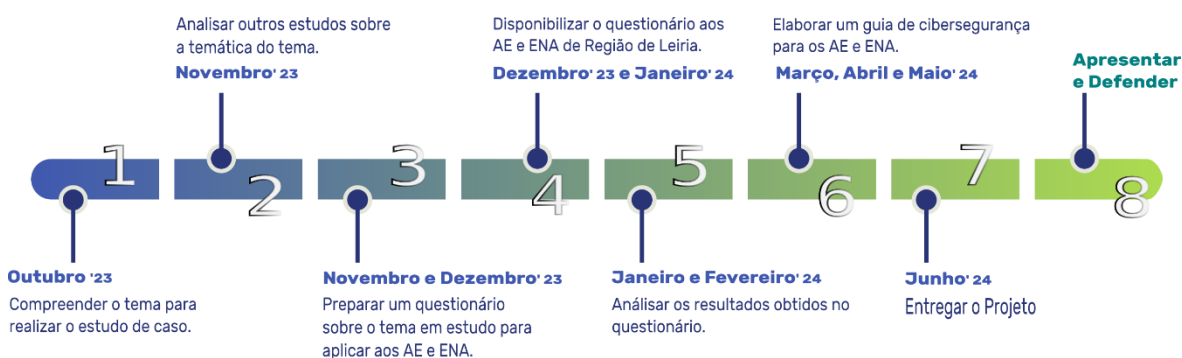 Analisar outros estudos sobre
a temática do tema.
Novembro' 23
Disponibilizar o questionário aos
AE e ENA de Região de Leiria.
Dezembro' 23 e Janeiro' 24
Elaborar um guia de cibersegurança
para os AE e ENA.
Março, Abril e Maio' 24
Apresentar
e Defender
1
2
3
4
5
6
7
8
Outubro '23
Compreender o tema para
realizar o estudo de caso.
Novembro e Dezembro' 23
Preparar um questionário
sobre o tema em estudo para
aplicar aos AE e ENA.
Janeiro e Fevereiro' 24
Análisar os resultados obtidos no
questionário.
Junho' 24
Entregar o Projeto